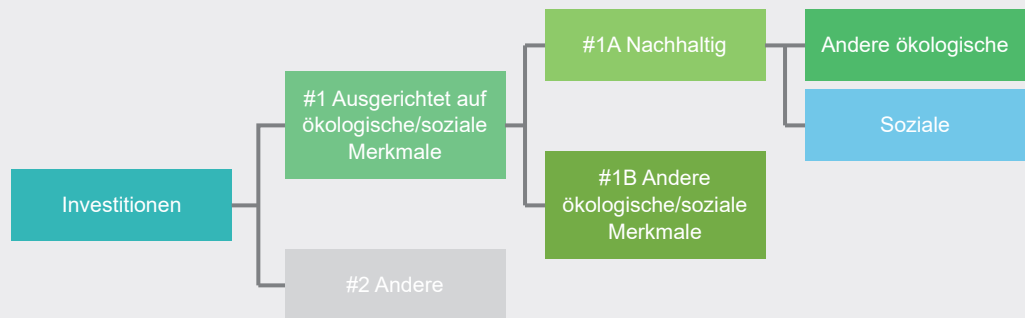 #1A Nachhaltig
Andere ökologische
#1 Ausgerichtet auf
ökologische/soziale
Merkmale
Soziale
#1B Andere
ökologische/soziale
Merkmale
Investitionen
#2 Andere